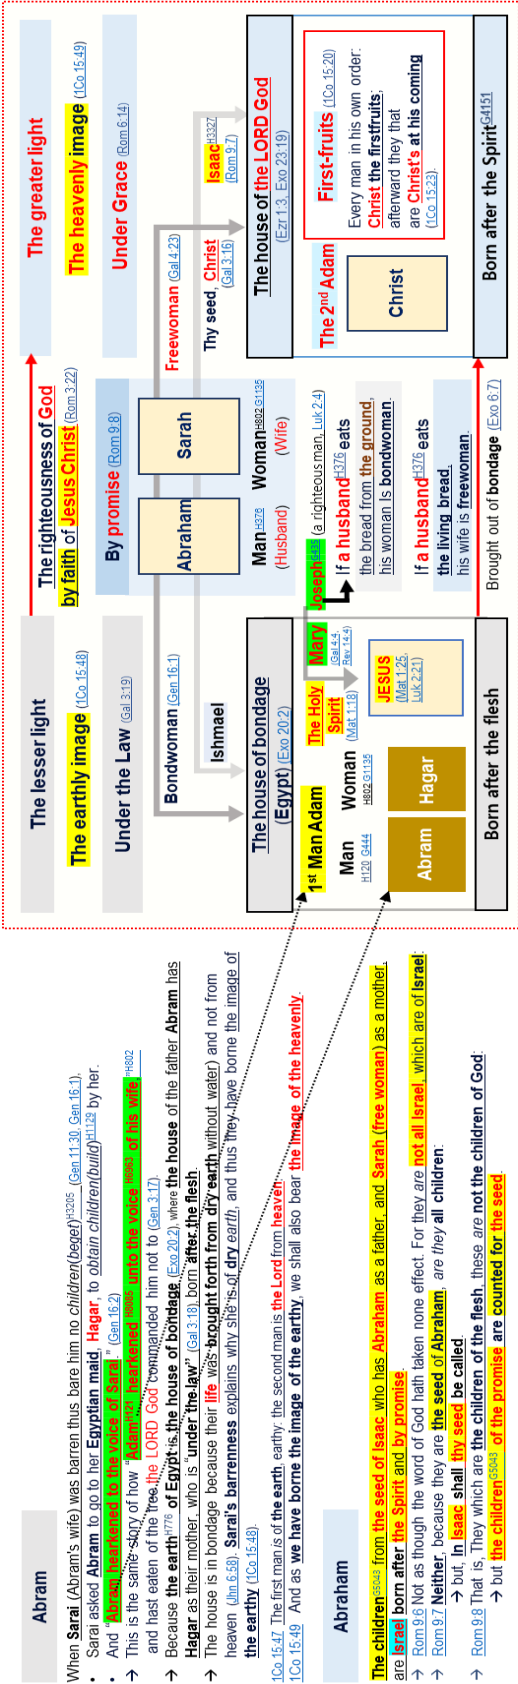 Abram
When Sarai (Abram's wife) was barren thus bare him no children(beget)H3205 (Gen 11:30, Gen 16:1),
• Sarai asked Abram to go to her Egyptian maid, Hagar, to obtain children(build)H1129 by her.
• And "Abram hearkened to the voice of Sarai." (Gen 16:2)
→ This is the same story of how "AdamH121 hearkened H8085 unto the voice H6963 of his wife,"H802
and hast eaten of the tree, the LORD God commanded him not to (Gen 3:17).
→ Because the earthH776 of Egypt is the house of bondage (Exo 20:2), where the house of the father Abram has
Hagar as their mother, who is "under the law" (Gal 3:18), born after the flesh.
→ The house is in bondage because their life was brought forth from dry earth without water) and not from
heaven (Jhn 6:58). Sarai's barrenness explains why she is of dry earth, and thus they have borne the image of
the earthy (1Co 15:48).
1Co 15:47 The first man is of the earth, earthy: the second man is the Lord from heaven.
1Co 15:49 And as we have borne the image of the earthy, we shall also bear the image of the heavenly.
Abraham
The childrenG5043 from the seed of Isaac who has Abraham as a father, and Sarah (free woman) as a mother,
are Israel born after the Spirit and by promise.
→ Rom 9:6 Not as though the word of God hath taken none effect. For they are not all Israel, which are of Israel:
→ Rom 9:7 Neither, because they are the seed of Abraham, are they all children:
→ but, In Isaac shall thy seed be called.
→ Rom 9:8 That is, They which are the children of the flesh, these are not the children of God:
→ but the childrenG5043 of the promise are counted for the seed.
The lesser light
The earthly image (1Co 15:48)
Under the Law (Gal 3:19)
The righteousness of God
by faith of Jesus Christ (Rom 3:22)
The greater light
The heavenly image (1Co 15:49)
Under Grace (Rom 6:14)
By promise (Rom 9:8)
Abraham
Sarah
ManH376
(Husband)
WomanH802 G1135
(Wife)
Bondwoman (Gen 16:1)
Ishmael
Freewoman (Gal 4:23)
Thy seed, Christ
(Gal 3:16)
IsaacH3327
(Rom 9:7)
The house of bondage
(Egypt) (Exo 20:2)
1st Man Adam
Man
H120 G444
Woman
H802 G1135
Abram
Hagar
The Holy
Spirit
(Mat 1:18)
Mary
(Gal 4:4,
Rev 14:4)
JosephG435 (a righteous man, Luk 2:4)
JESUS
(Mat 1:25,
Luk 2:21)
If a husbandH376 eats
the bread from the ground,
his woman Is bondwoman.
If a husbandH376 eats
the living bread,
his wife is freewoman.
Born after the flesh
Brought out of bondage (Exo 6:7)
The house of the LORD God
(Ezr 1:3, Exo 23:19)
The 2nd Adam
Christ
First-fruits (1Co 15:20)
Every man in his own order:
Christ the firstfruits;
afterward they that
are Christ's at his coming
(1Co 15:23).
Born after the SpiritG4151